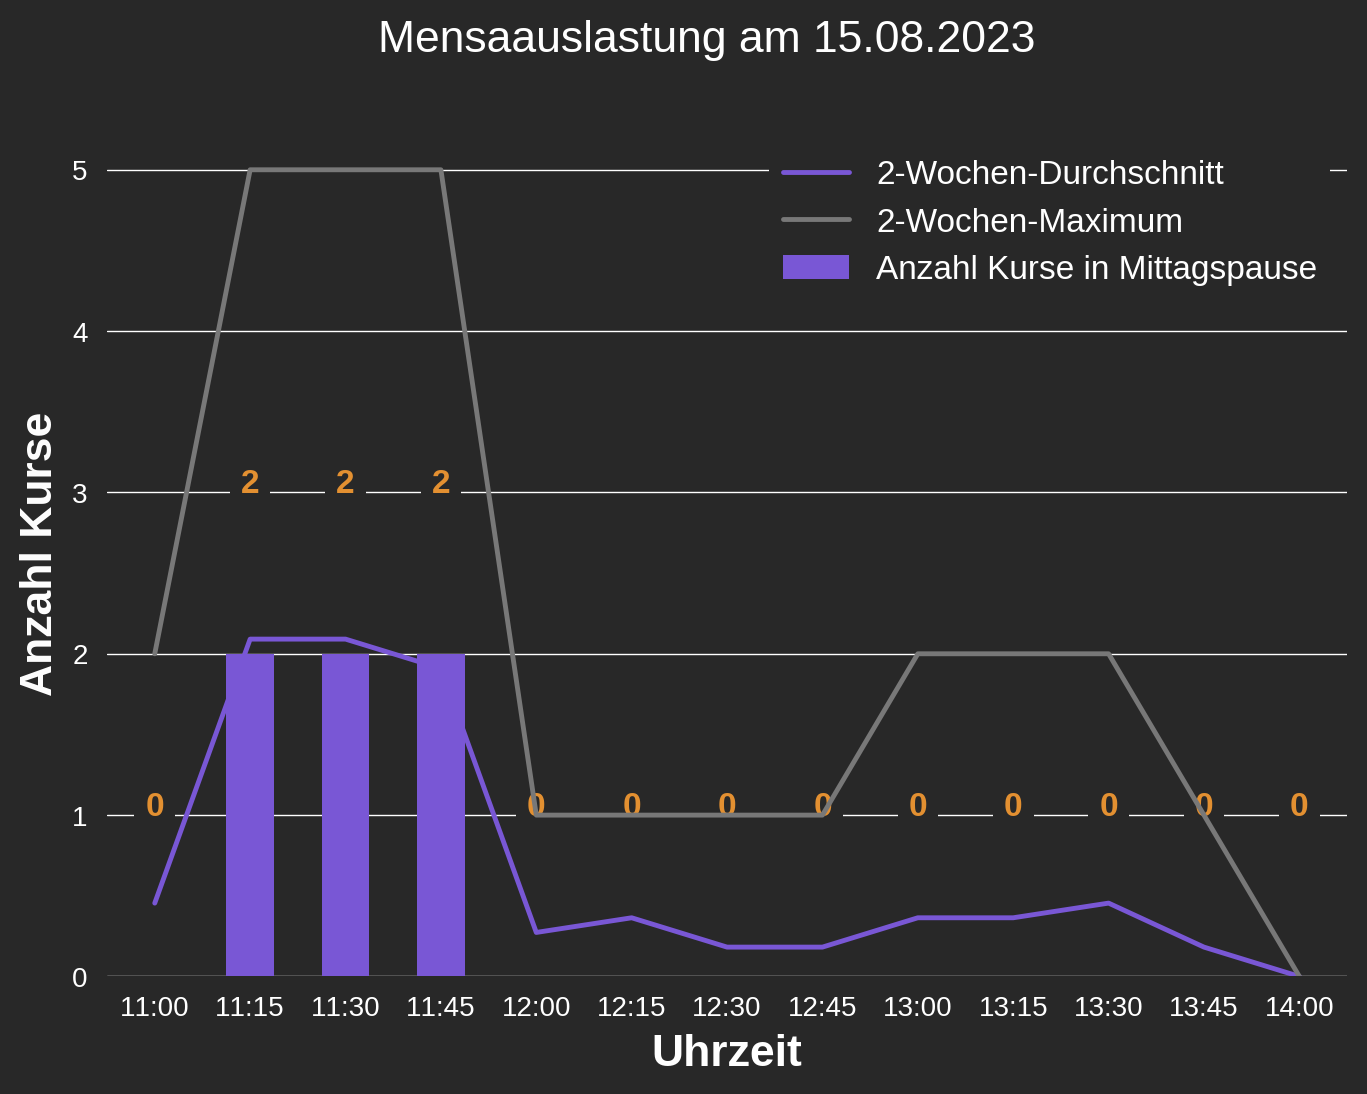 Mensaauslastung am 15.08.2023
2-Wochen-Durchschnitt
2-Wochen-Maximum
Anzahl Kurse in Mittagspause
Anzahl Kurse
5
4
3
2
1
0
0 2 2 2 0 0 0 0 0 0 0 0 0
11:00 11:15 11:30 11:45 12:00 12:15 12:30 12:45 13:00 13:15 13:30 13:45 14:00
Uhrzeit